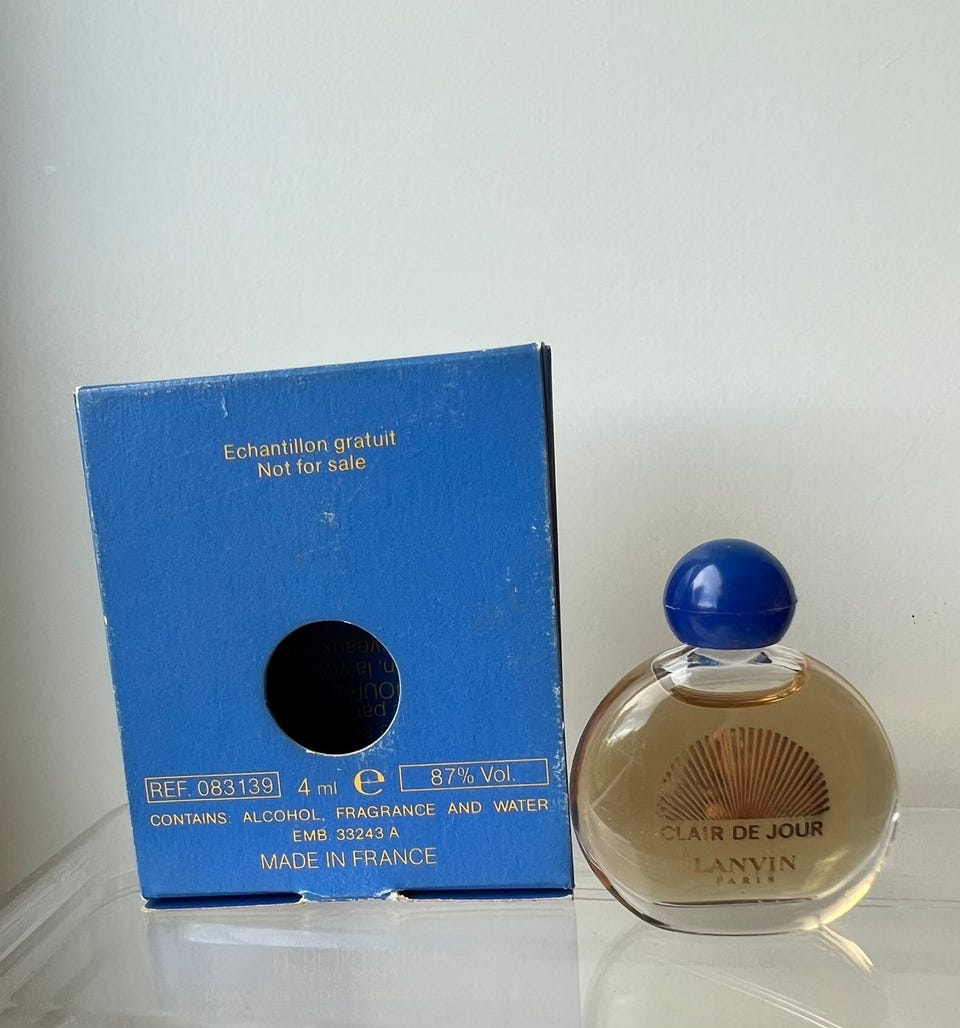 Echantillon gratuit
Not for sale
REF. 083139 4 ml e 87% Vol.
CONTAINS: ALCOHOL, FRAGRANCE AND WATER
EMB. 33243 A
MADE IN FRANCE
CLAIR DE JOUR
LANVIN
PARIS